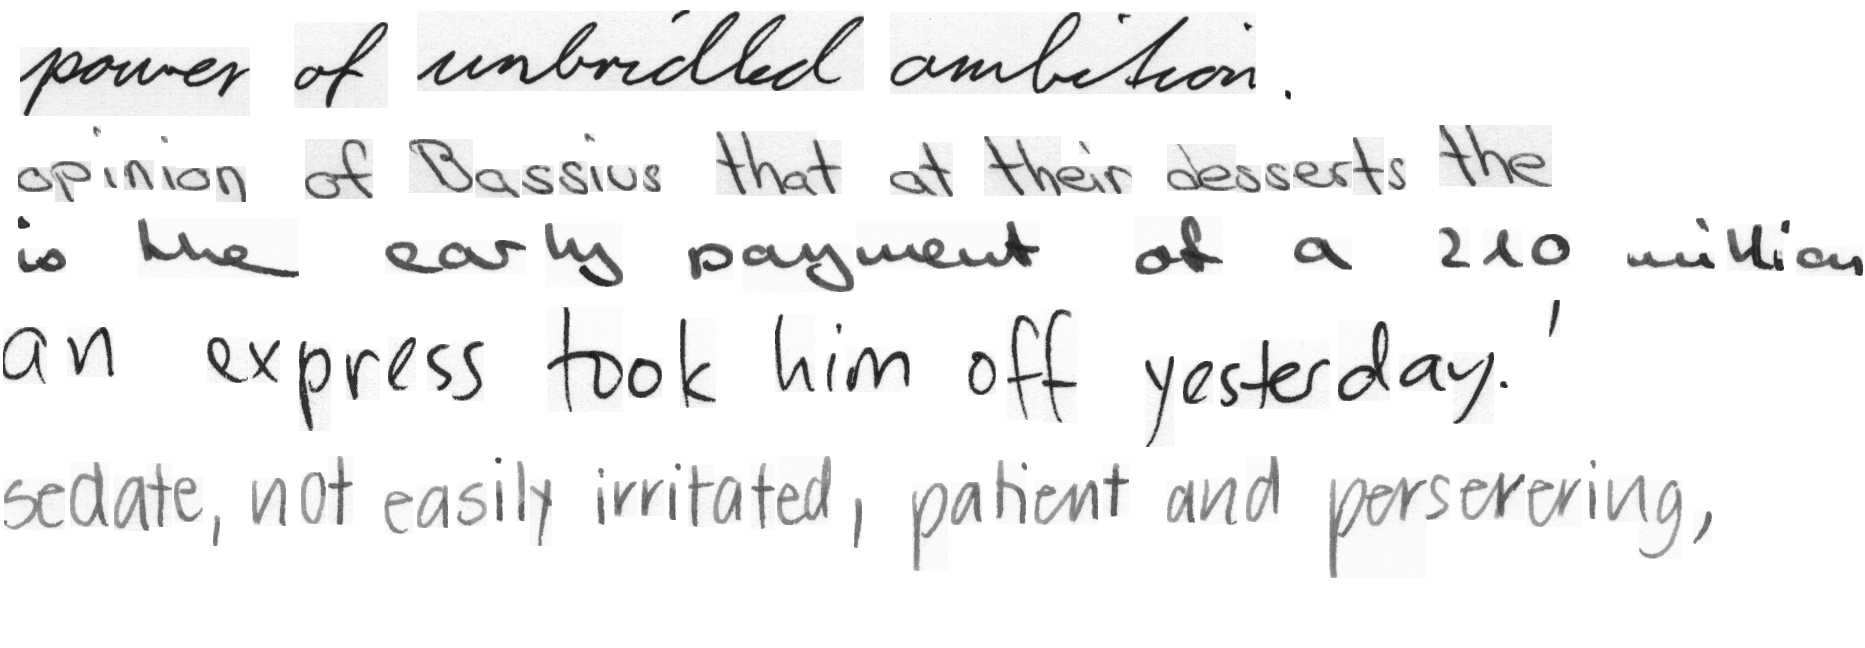 power of unbridled ambition.
opinion of Bassius that at their desserts the
is the early payment of a 210 million
an express took him off yesterday.'
sedate, not easily irritated, patient and perserering,